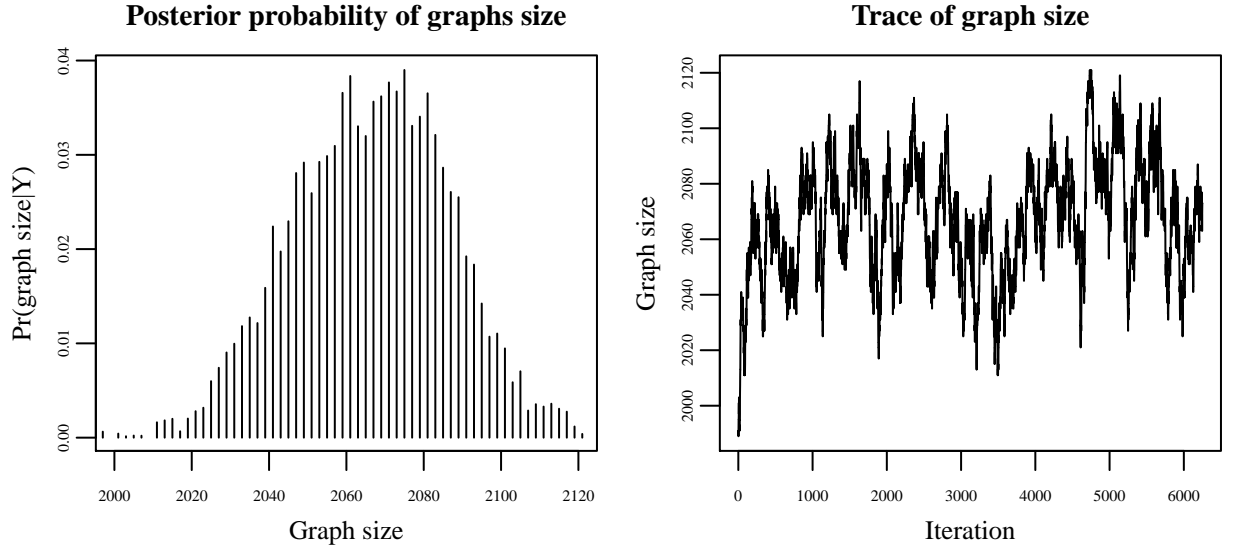 Posterior probability of graphs size
Pr(graph size|Y)
0.04
0.03
0.02
0.01
0.00
2000 2020 2040 2060 2080 2100 2120
Graph size
Trace of graph size
Graph size
2120
2100
2080
2060
2040
2020
2000
0 1000 2000 3000 4000 5000 6000
Iteration